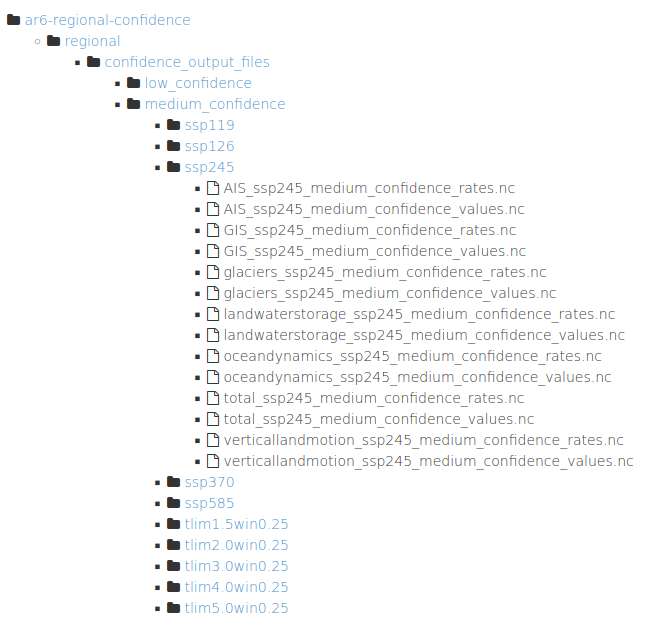 ar6-regional-confidence
regional
confidence_output_files
low_confidence
medium_confidence
ssp119
ssp126
ssp245
AIS_ssp245_medium_confidence_rates.nc
AIS_ssp245_medium_confidence_values.nc
GIS_ssp245_medium_confidence_rates.nc
GIS_ssp245_medium_confidence_values.nc
glaciers_ssp245_medium_confidence_rates.nc
glaciers_ssp245_medium_confidence_values.nc
landwaterstorage_ssp245_medium_confidence_rates.nc
landwaterstorage_ssp245_medium_confidence_values.nc
oceandynamics_ssp245_medium_confidence_rates.nc
oceandynamics_ssp245_medium_confidence_values.nc
total_ssp245_medium_confidence_rates.nc
total_ssp245_medium_confidence_values.nc
verticallandmotion_ssp245_medium_confidence_rates.nc
verticallandmotion_ssp245_medium_confidence_values.nc
ssp370
ssp585
tlim1.5win0.25
tlim2.0win0.25
tlim3.0win0.25
tlim4.0win0.25
tlim5.0win0.25